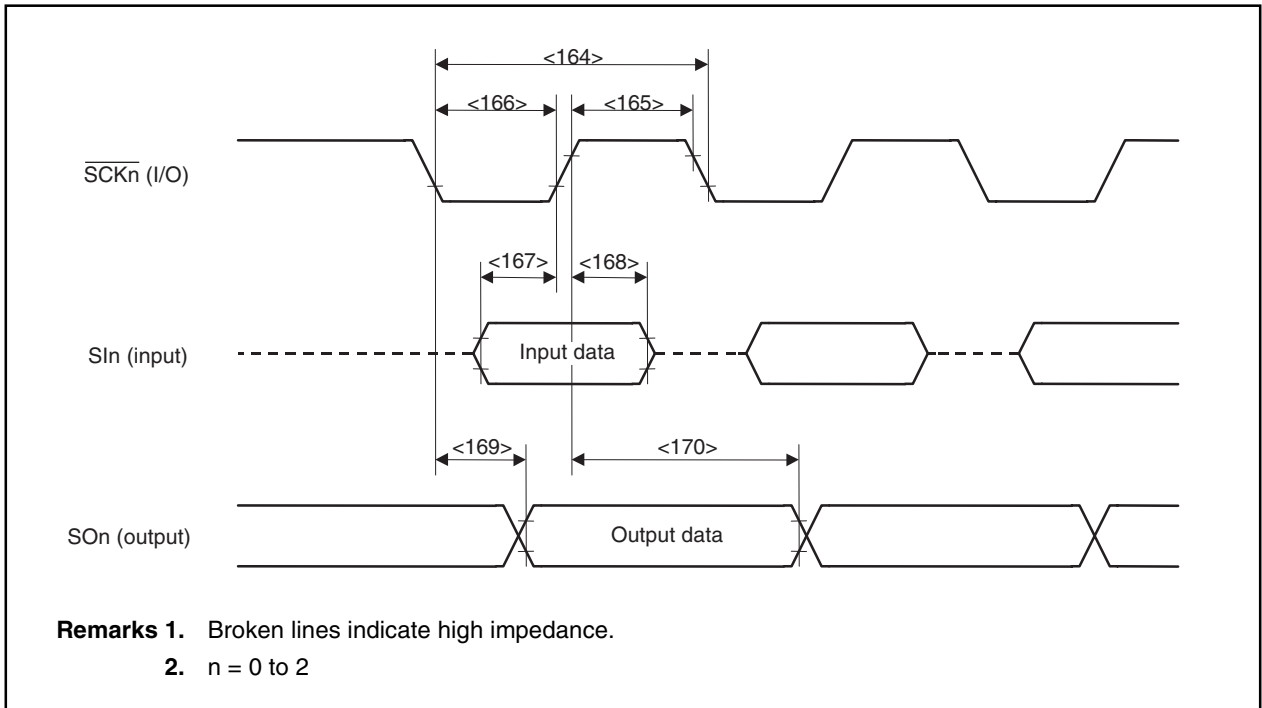 <164>
<166> <165>
S̅C̅K̅n̅ (I/O)
<167> <168>
SIn (input)
Input data
<169> <170>
SOn (output)
Output data
Remarks 1. Broken lines indicate high impedance.
2. n = 0 to 2